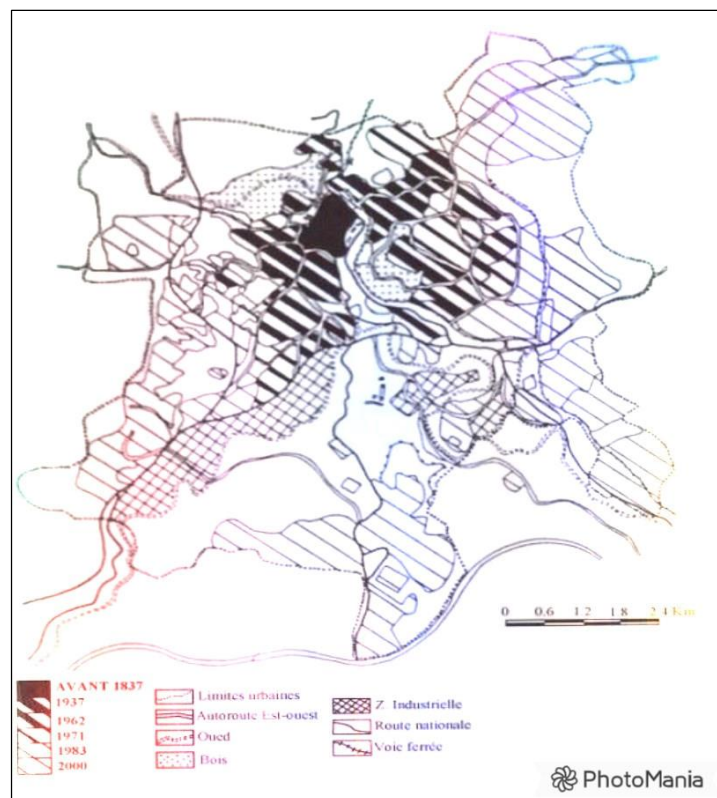 0 0.6 1.2 1.8 2.4 Km
AVANT 1837
1937
1962
1971
1983
2000
Limites urbaines
Autoroute Est-ouest
Oued
Bois
Z. Industrielle
Route nationale
Voie ferrée
PhotoMania